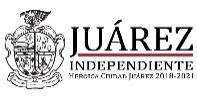 JUÁREZ
INDEPENDIENTE
HEROICA CIUDAD JUÁREZ 2018-2021